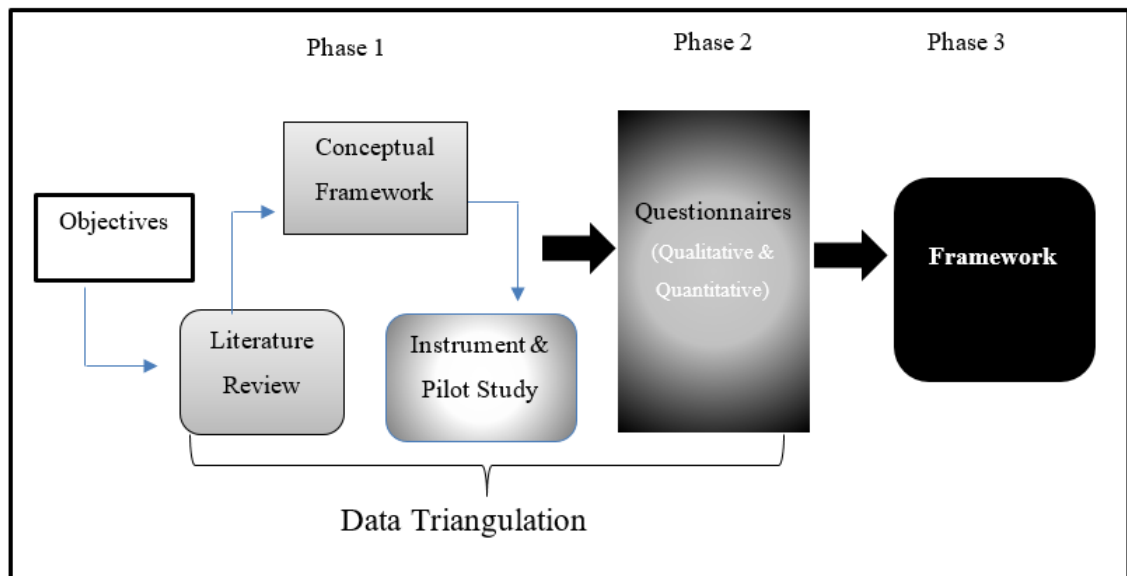 Phase 1
Phase 2
Phase 3
Objectives
Literature
Review
Conceptual
Framework
Instrument &
Pilot Study
Questionnaires
(Qualitative &
Quantitative)
Framework
Data Triangulation